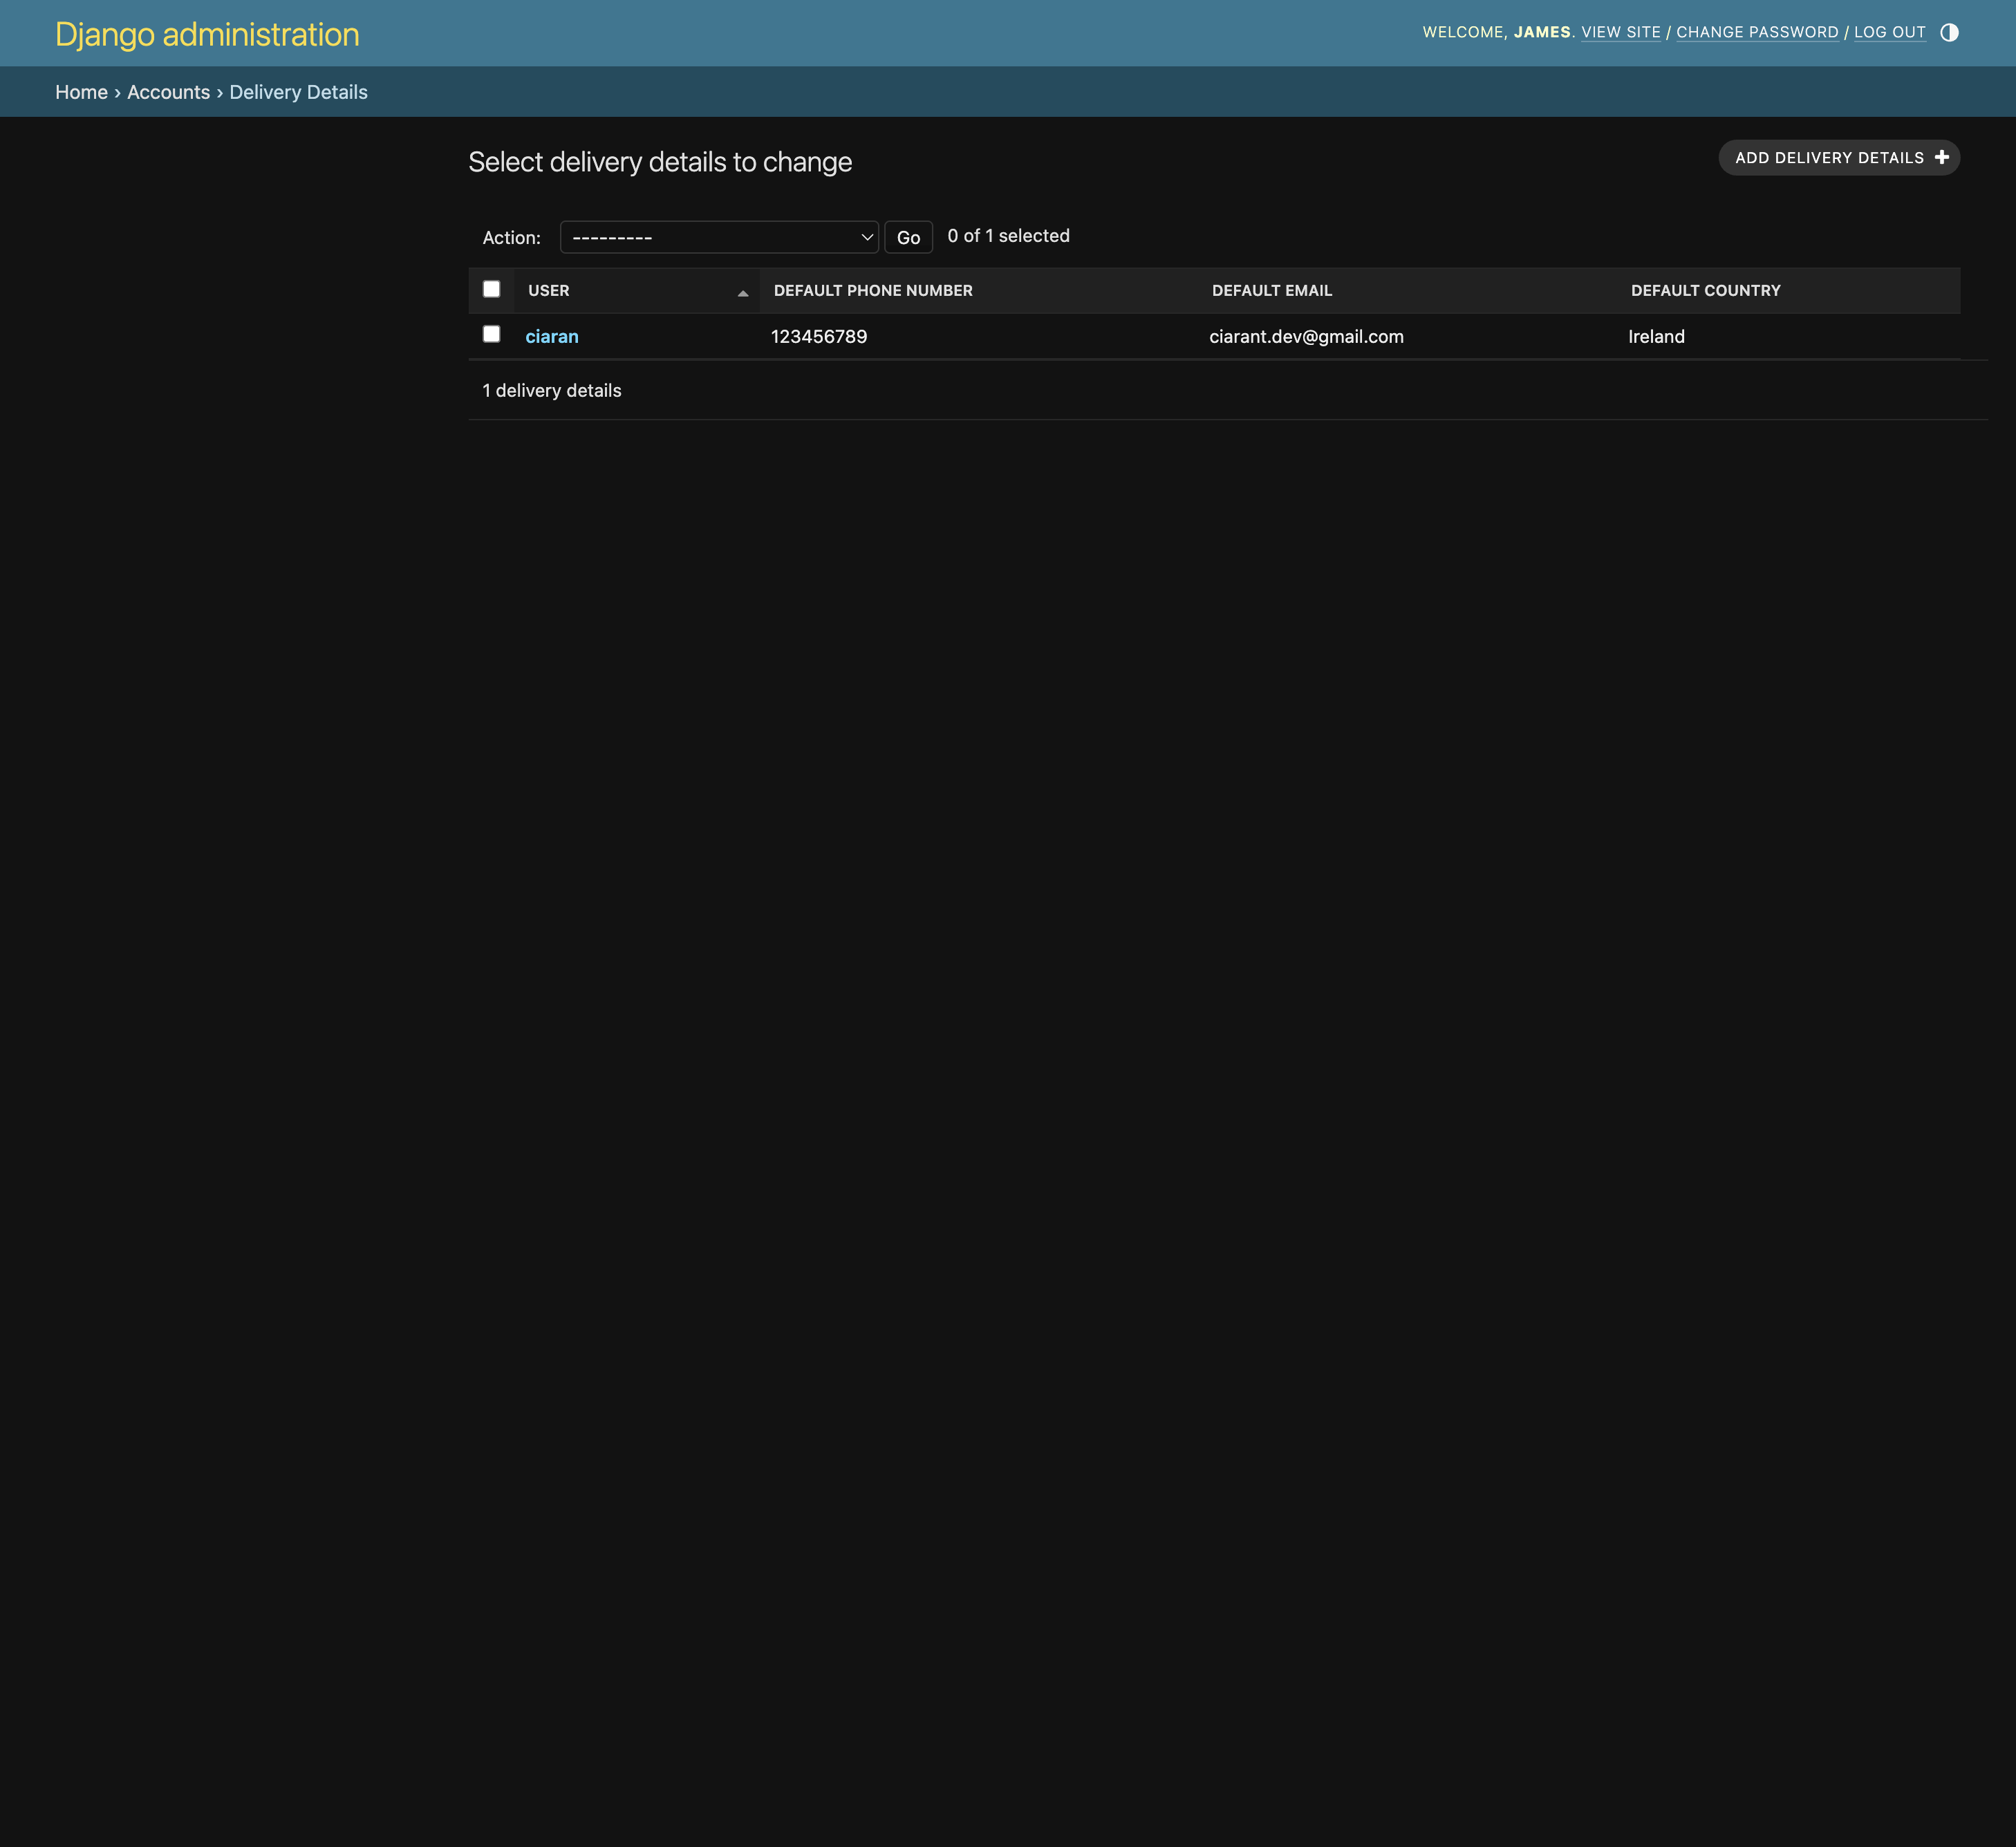 Django administration
WELCOME, JAMES. VIEW SITE / CHANGE PASSWORD / LOG OUT
Home › Accounts › Delivery Details
Select delivery details to change
ADD DELIVERY DETAILS
Action: --------- Go 0 of 1 selected
USER DEFAULT PHONE NUMBER DEFAULT EMAIL DEFAULT COUNTRY
ciaran 123456789 ciarant.dev@gmail.com Ireland
1 delivery details